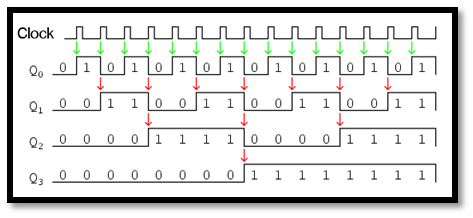 Clock
Q0 0 1 0 1 0 1 0 1 0 1 0 1 0 1 0 1
Q1 0 0 1 1 0 0 1 1 0 0 1 1 0 0 1 1
Q2 0 0 0 0 1 1 1 1 0 0 0 0 1 1 1 1
Q3 0 0 0 0 0 0 0 0 1 1 1 1 1 1 1 1